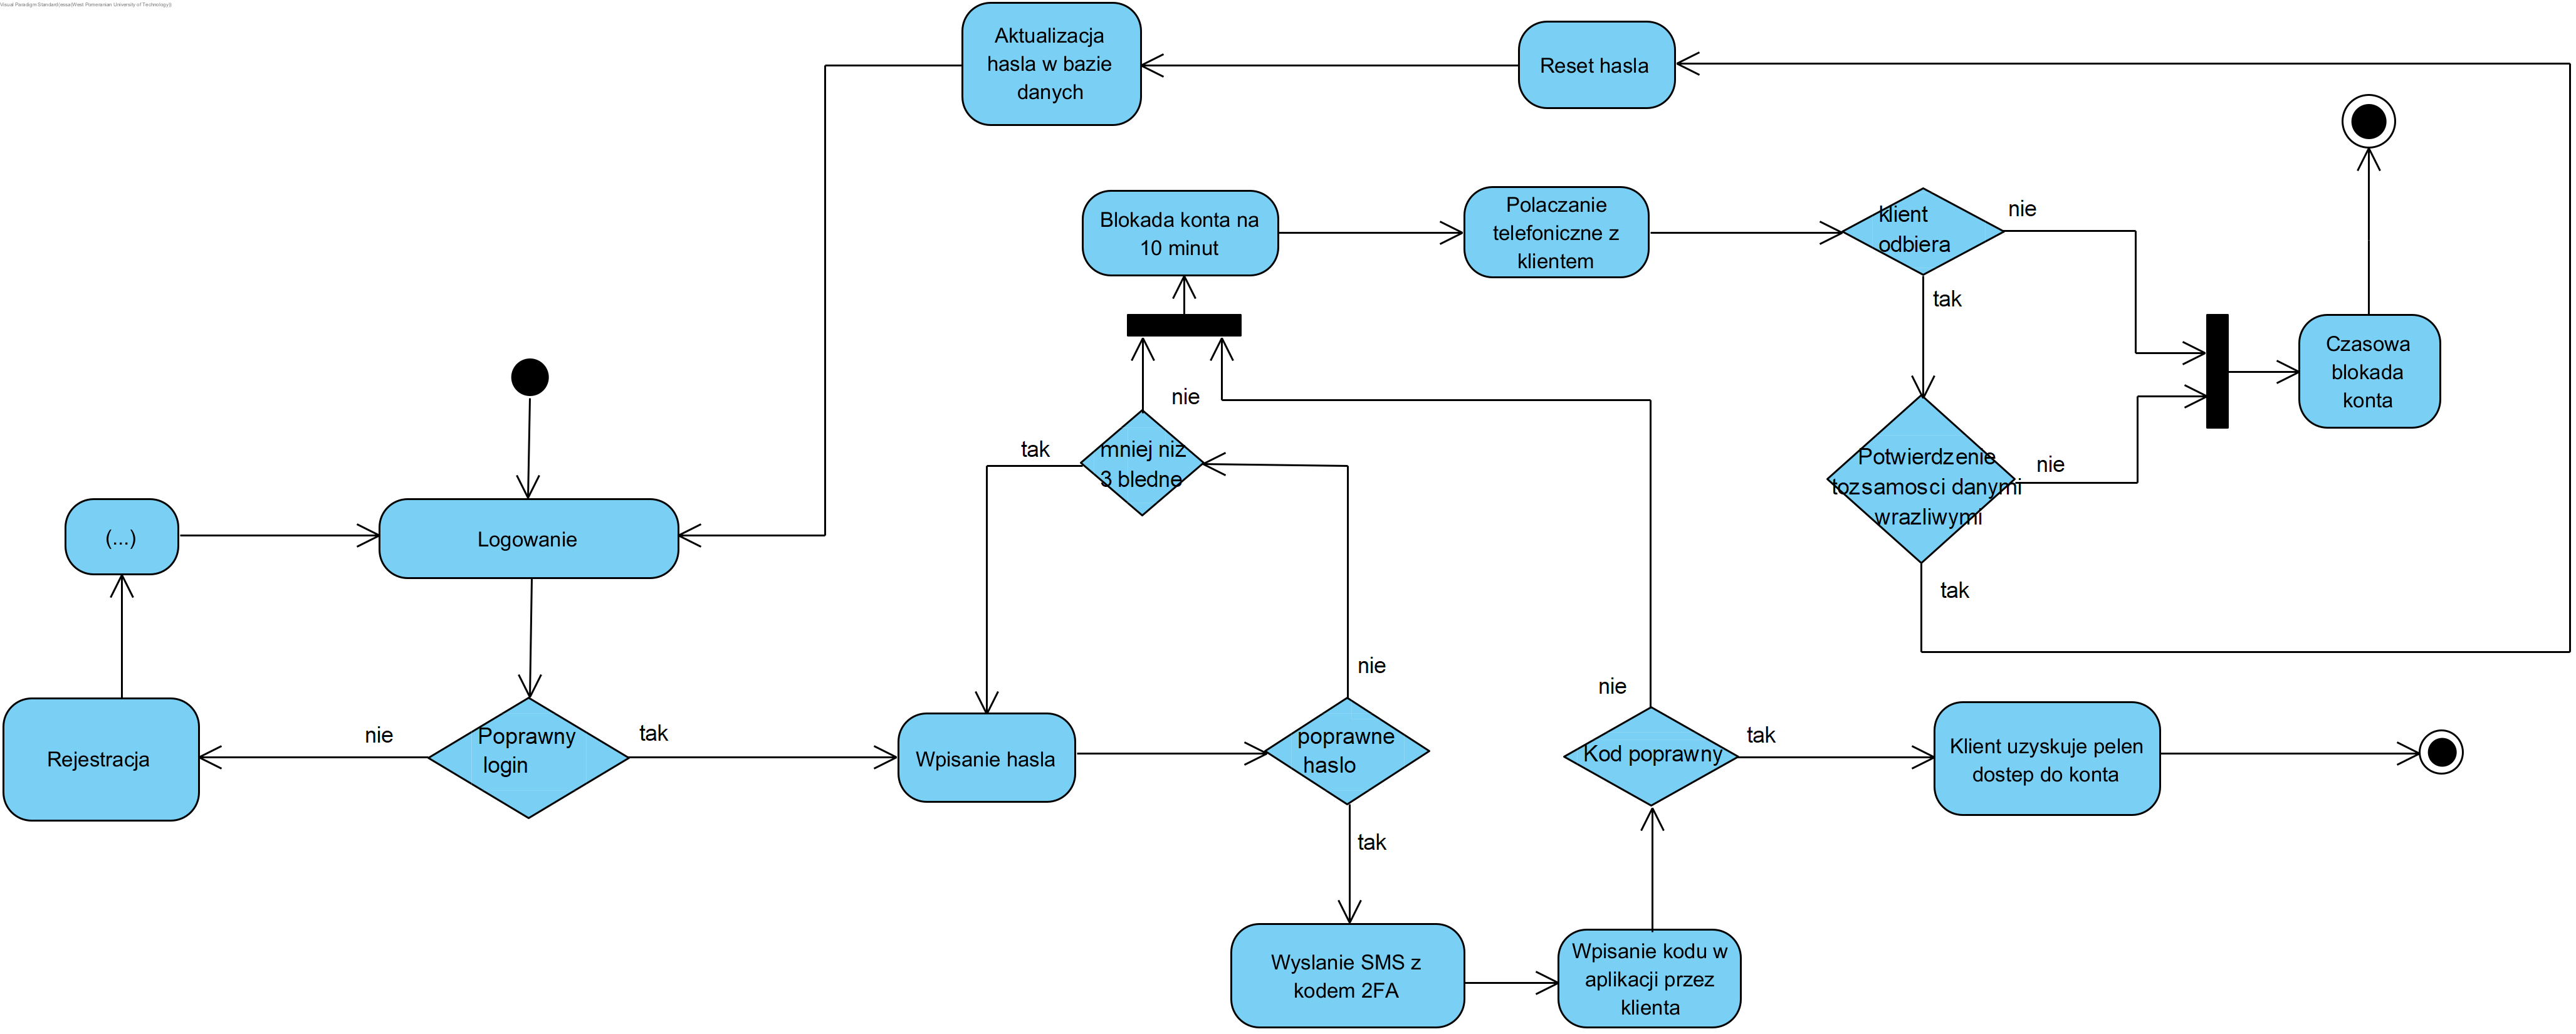 Visual Paradigm Standard(wssa(West Pomeranian University of Technology))
Aktualizacja
hasla w bazie
danych
Reset hasla
Blokada konta na
10 minut
Polaczanie
telefoniczne z
klientem
klient
odbiera
nie
tak
Czasowa
blokada
konta
nie
tak
mniej niz
3 bledne
Potwierdzenie
tozsamosci danymi
wrazliwymi
nie
tak
(...)
Logowanie
nie
nie
Rejestracja
nie
Poprawny
login
tak
Wpisanie hasla
poprawne
haslo
Kod poprawny
tak
Klient uzyskuje pelen
dostep do konta
tak
Wyslanie SMS z
kodem 2FA
Wpisanie kodu w
aplikacji przez
klienta